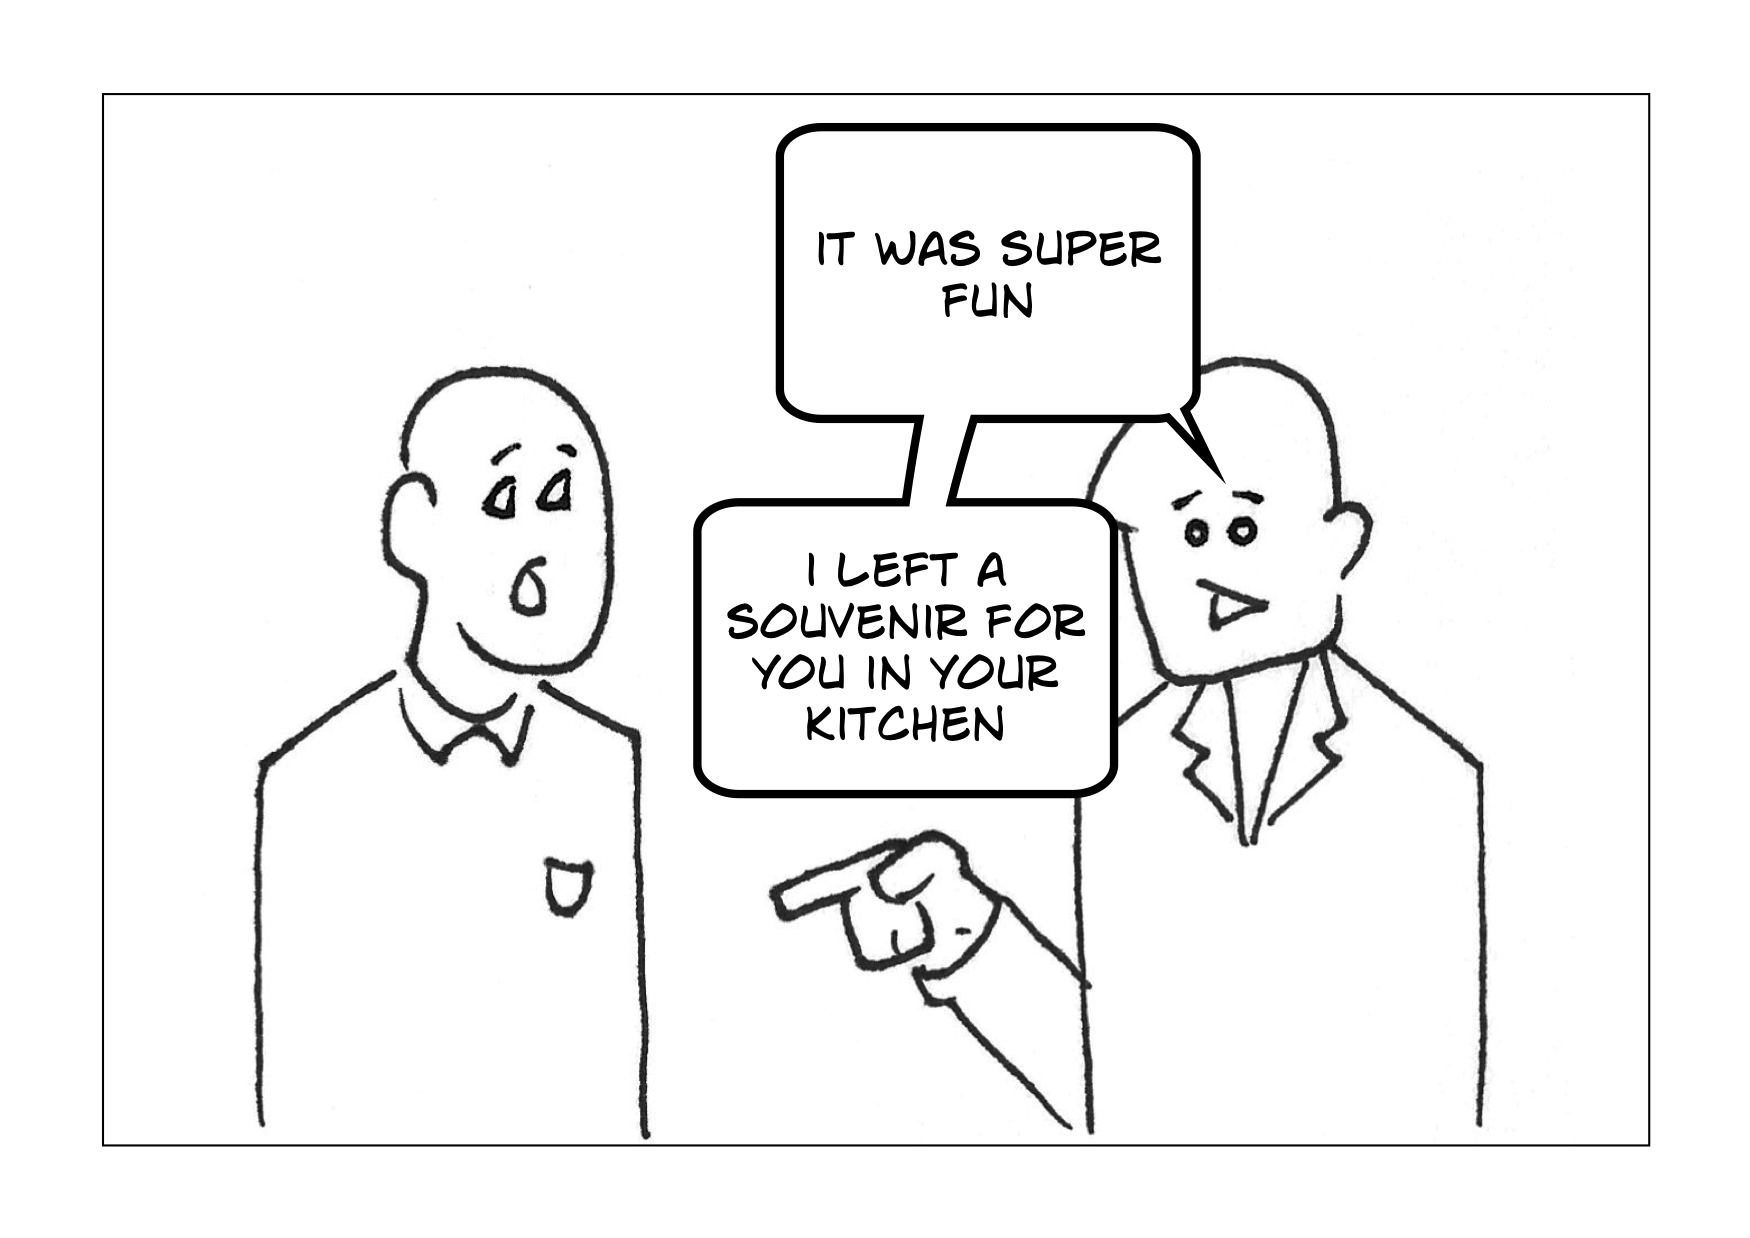 IT WAS SUPER
FUN
I LEFT A
SOUVENIR FOR
YOU IN YOUR
KITCHEN